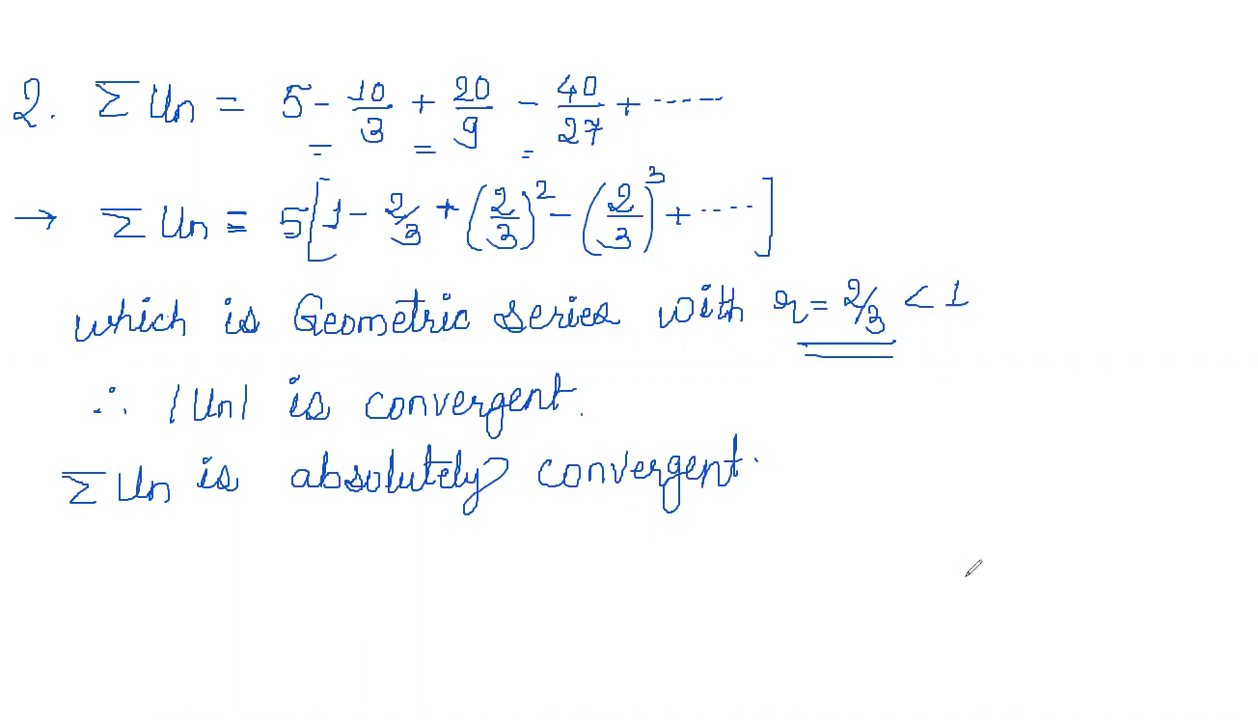 2. Σ Un = 5 - 10/3 + 20/9 - 40/27 + -----
→ Σ Un = 5[1 - 2/3 + (2/3)^2 - (2/3)^3 + ----]
which is Geometric series with r = 2/3 < 1
∴ |Un| is convergent.
Σ Un is absolutely convergent.